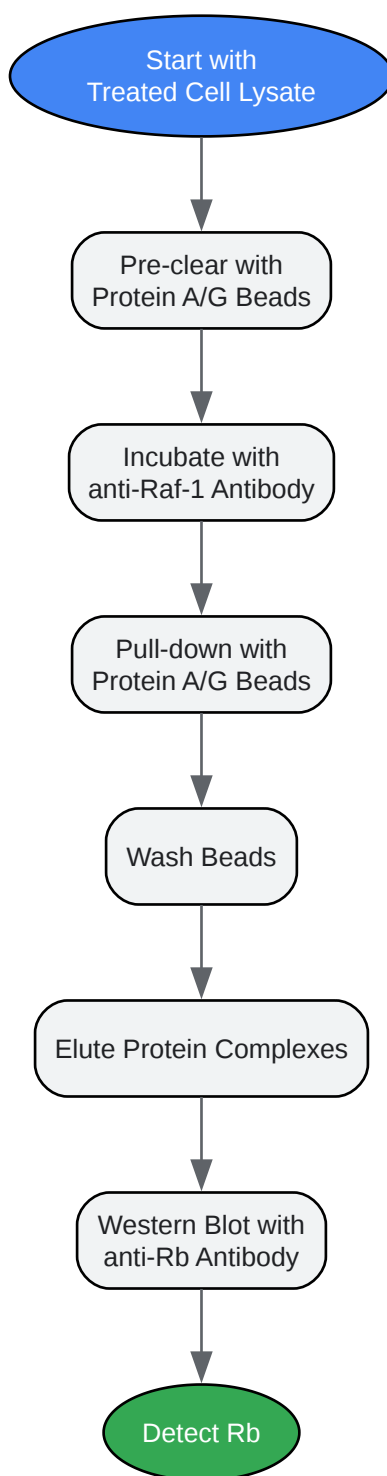 Start with
Treated Cell Lysate
Pre-clear with
Protein A/G Beads
Incubate with
anti-Raf-1 Antibody
Pull-down with
Protein A/G Beads
Wash Beads
Elute Protein Complexes
Western Blot with
anti-Rb Antibody
Detect Rb